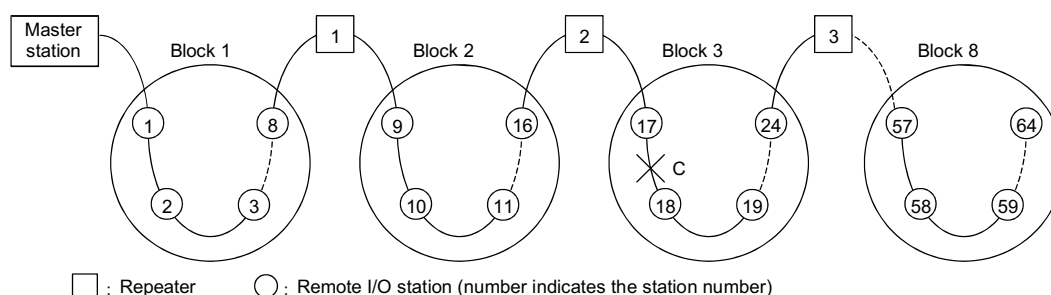 Master
station
1
2
3
Block 1
Block 2
Block 3
Block 8
1
8
9
16
17
24
57
64
C
2
3
10
11
18
19
58
59
: Repeater
: Remote I/O station (number indicates the station number)